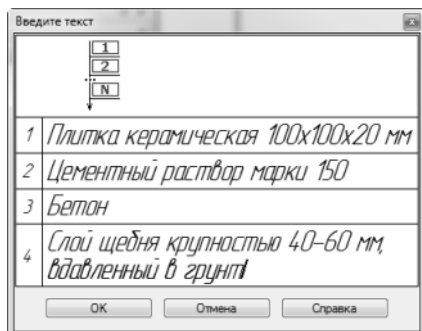 Введите текст
1
2
N
1 Плитка керамическая 100х100х20 мм
2 Цементный раствор марки 150
3 Бетон
4 Слой щебня крупностью 40-60 мм,
вдавленный в грунт
ОК Отмена Справка